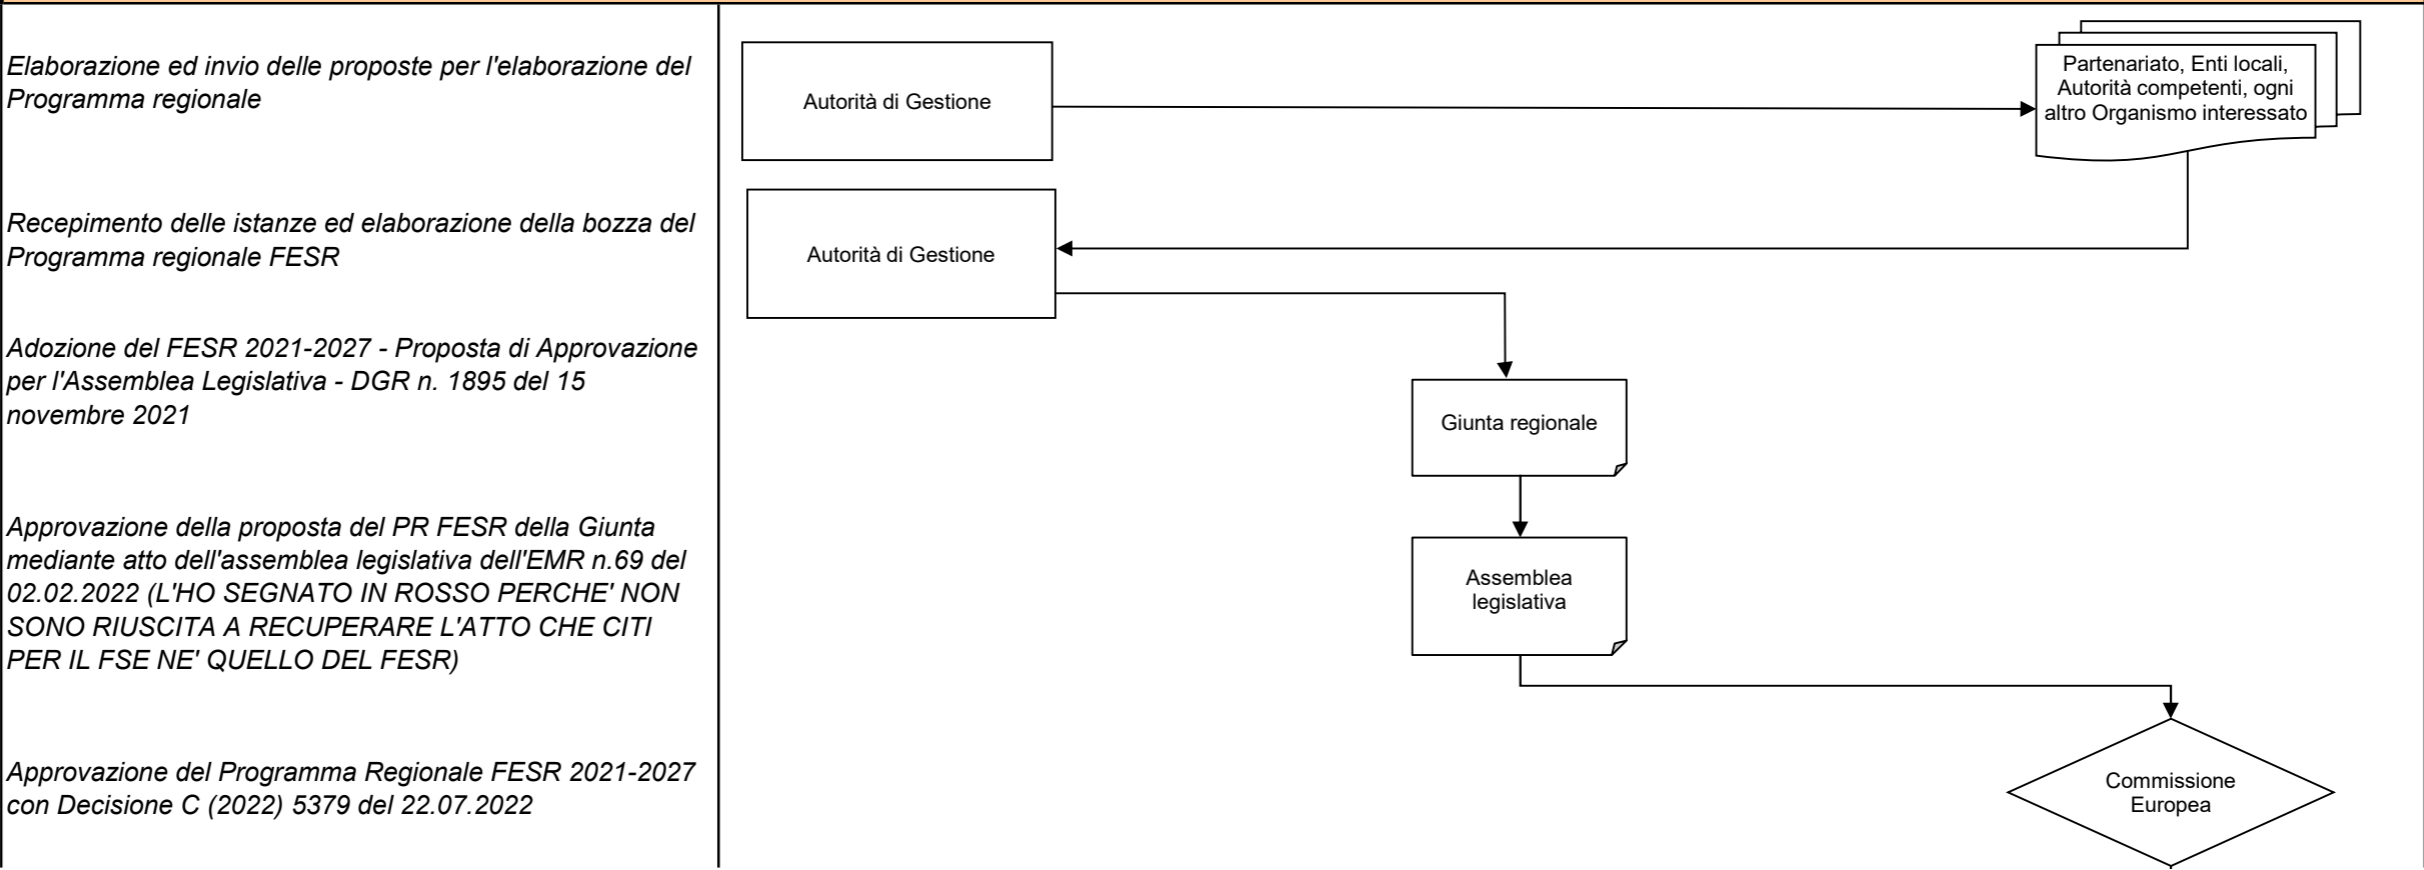 Elaborazione ed invio delle proposte per l'elaborazione del
Programma regionale
Autorità di Gestione
Partenariato, Enti locali,
Autorità competenti, ogni
altro Organismo interessato
Recepimento delle istanze ed elaborazione della bozza del
Programma regionale FESR
Autorità di Gestione
Adozione del FESR 2021-2027 - Proposta di Approvazione
per l'Assemblea Legislativa - DGR n. 1895 del 15
novembre 2021
Giunta regionale
Approvazione della proposta del PR FESR della Giunta
mediante atto dell'assemblea legislativa dell'EMR n.69 del
02.02.2022 (L'HO SEGNATO IN ROSSO PERCHE' NON
SONO RIUSCITA A RECUPERARE L'ATTO CHE CITI
PER IL FSE NE' QUELLO DEL FESR)
Assemblea
legislativa
Approvazione del Programma Regionale FESR 2021-2027
con Decisione C (2022) 5379 del 22.07.2022
Commissione
Europea